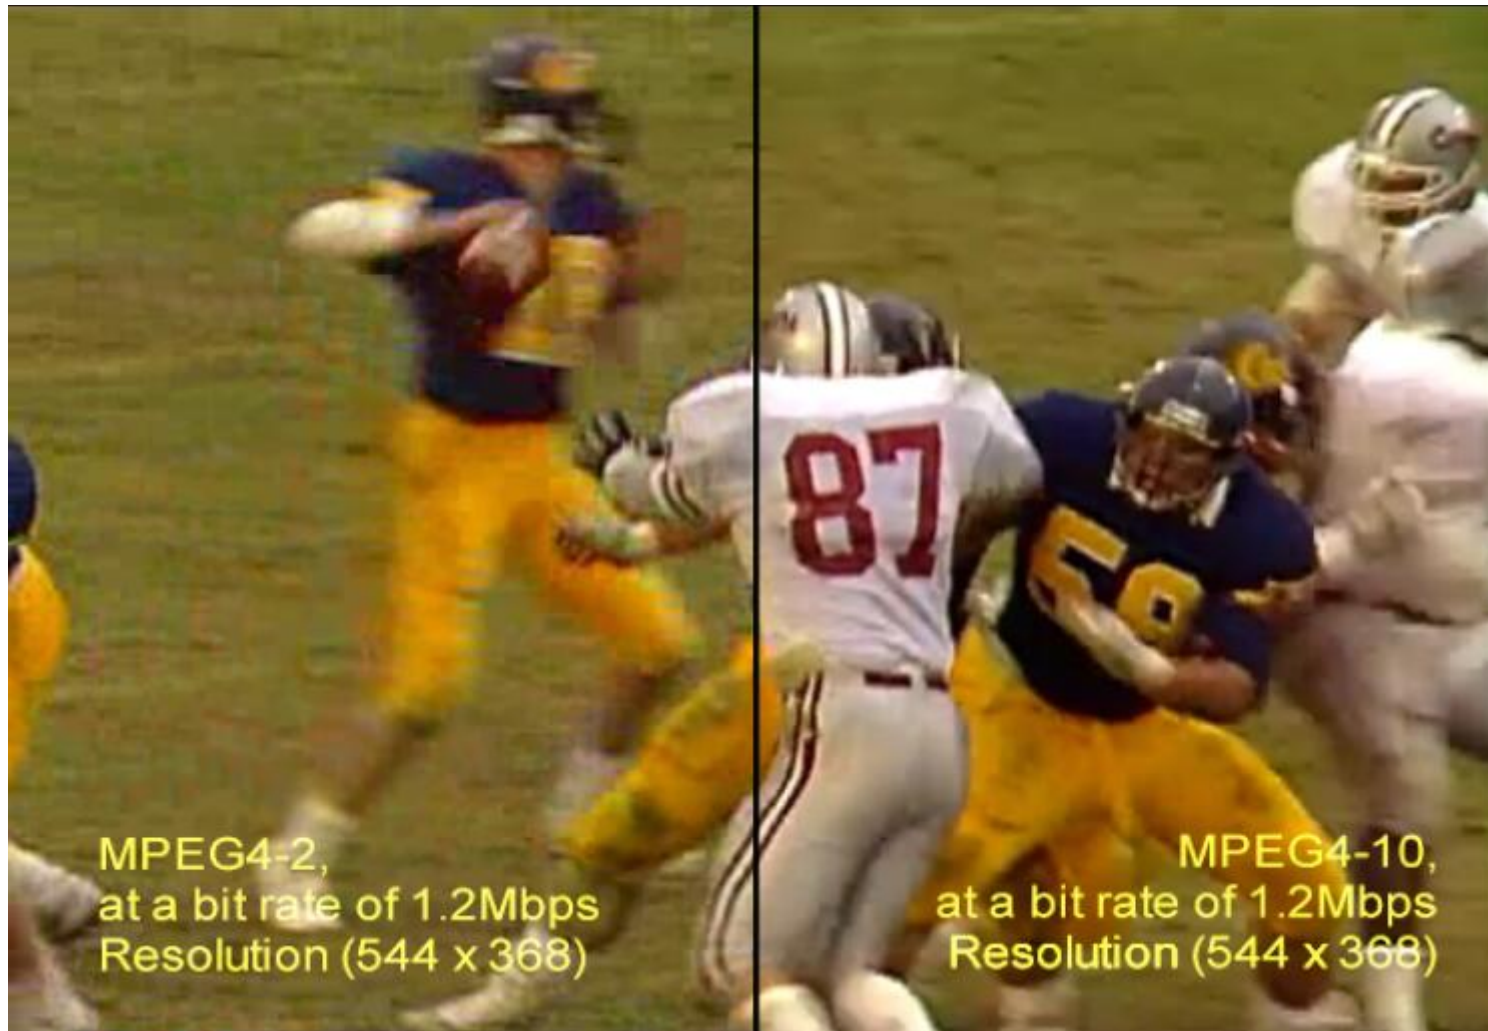 MPEG4-2,
at a bit rate of 1.2Mbps
Resolution (544 x 368)
MPEG4-10,
at a bit rate of 1.2Mbps
Resolution (544 x 368)
87
59